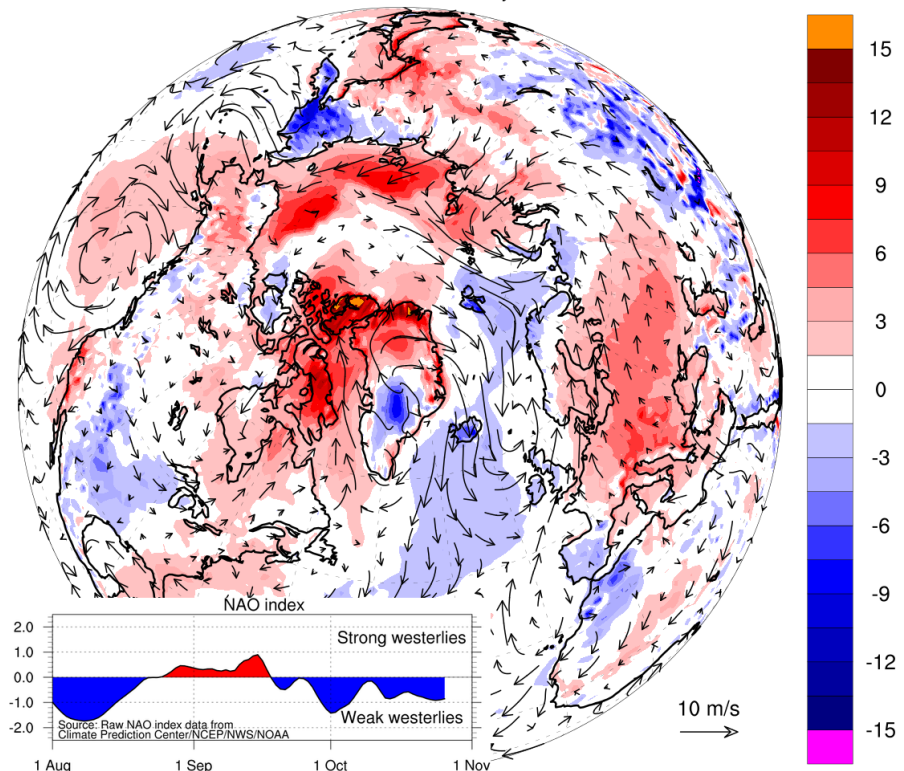 15
12
9
6
3
0
-3
-6
-9
-12
-15
10 m/s
NAO index
2.0
1.0
0.0
-1.0
-2.0
Strong westerlies
Weak westerlies
Source: Raw NAO index data from
Climate Prediction Center/NCEP/NWS/NOAA
1 Aug
1 Sep
1 Oct
1 Nov